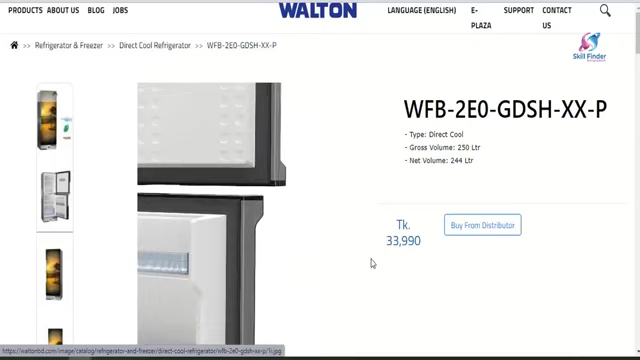 PRODUCTS ABOUT US BLOG JOBS WALTON LANGUAGE (ENGLISH) E-PLAZA SUPPORT CONTACT US
Refrigerator & Freezer > Direct Cool Refrigerator > WFB-2E0-GDSH-XX-P
Skill Finder
WFB-2E0-GDSH-XX-P
- Type: Direct Cool
- Gross Volume: 250 Ltr
- Net Volume: 244 Ltr
Tk.
33,990
Buy From Distributor
https://waltonbd.com/image/catalog/refrigerator-and-freezer/direct-cool-refrigerator/wfb-2e0-gdsh-xx-p/1i.jpg